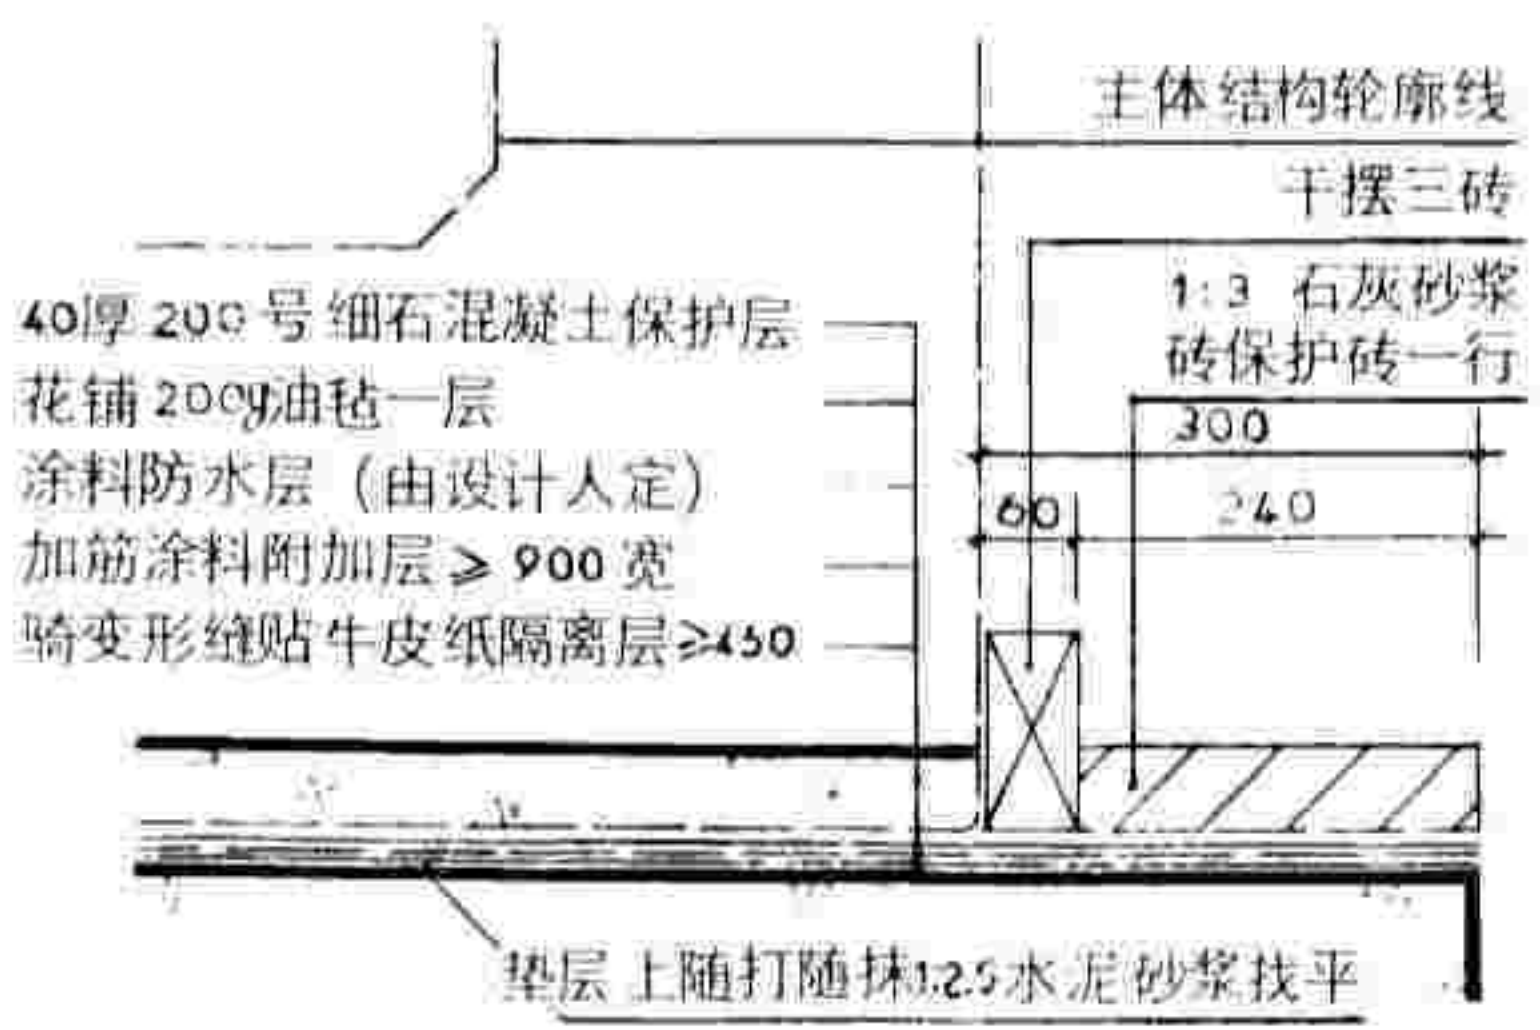 主体结构轮廓线
干摆三砖
1:3 石灰砂浆
砖保护砖一行
300
60
240
40厚 200号细石混凝土保护层
花铺200g油毡一层
涂料防水层（由设计人定）
加筋涂料附加层≥900宽
骑变形缝贴牛皮纸隔离层≥450
垫层上随打随抹1:2.5水泥砂浆找平